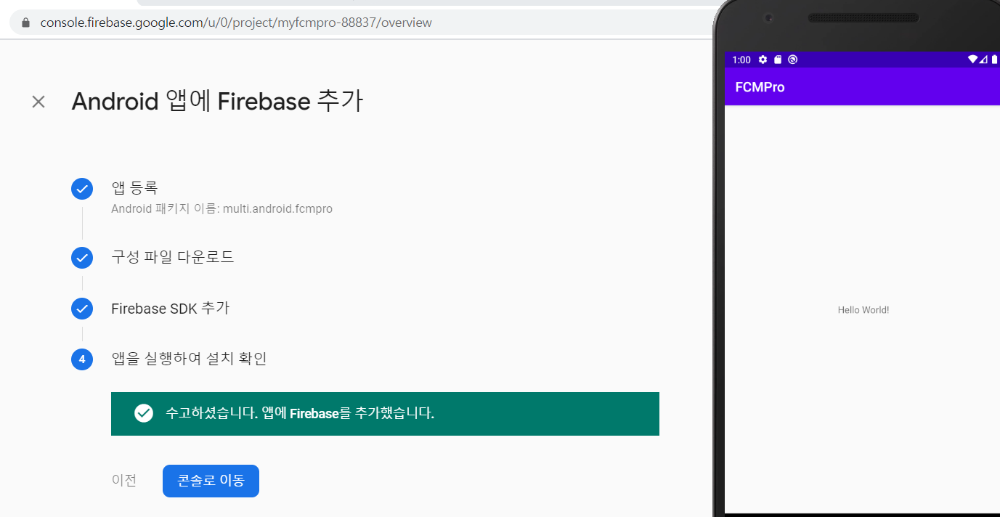 console.firebase.google.com/u/0/project/myfcmpro-88837/overview
Android 앱에 Firebase 추가
앱 등록
Android 패키지 이름: multi.android.fcmpro
구성 파일 다운로드
Firebase SDK 추가
4
앱을 실행하여 설치 확인
수고하셨습니다. 앱에 Firebase를 추가했습니다.
이전
콘솔로 이동
1:00
FCMPro
Hello World!